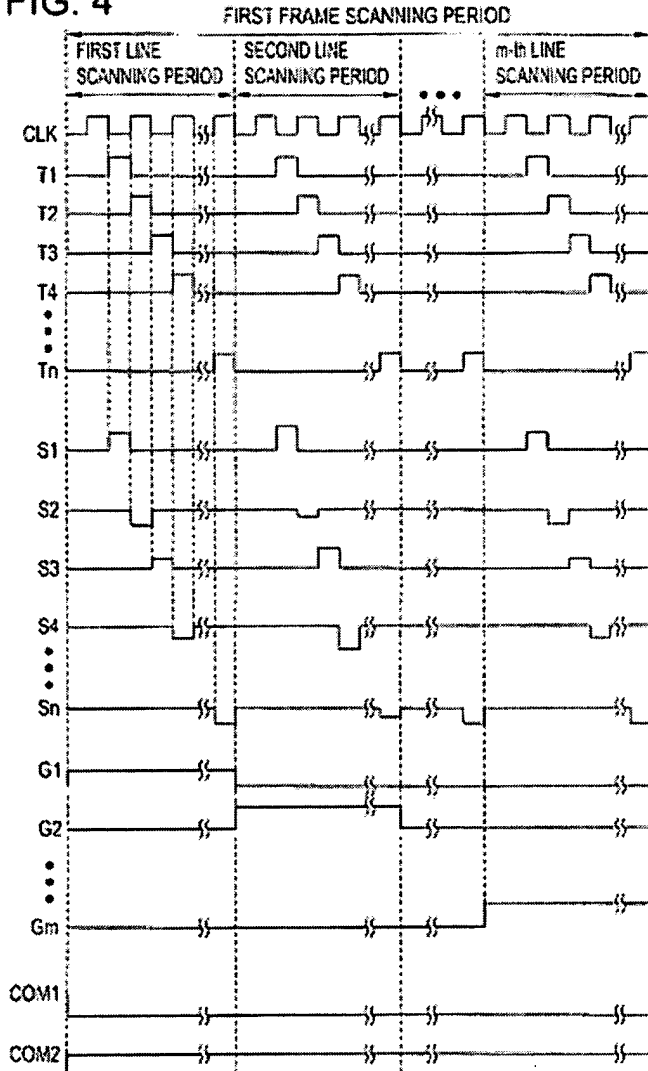 FIG. 4
FIRST FRAME SCANNING PERIOD
FIRST LINE
SCANNING PERIOD
SECOND LINE
SCANNING PERIOD
m-th LINE
SCANNING PERIOD
CLK
T1
T2
T3
T4
Tn
S1
S2
S3
S4
Sn
G1
G2
Gm
COM1
COM2